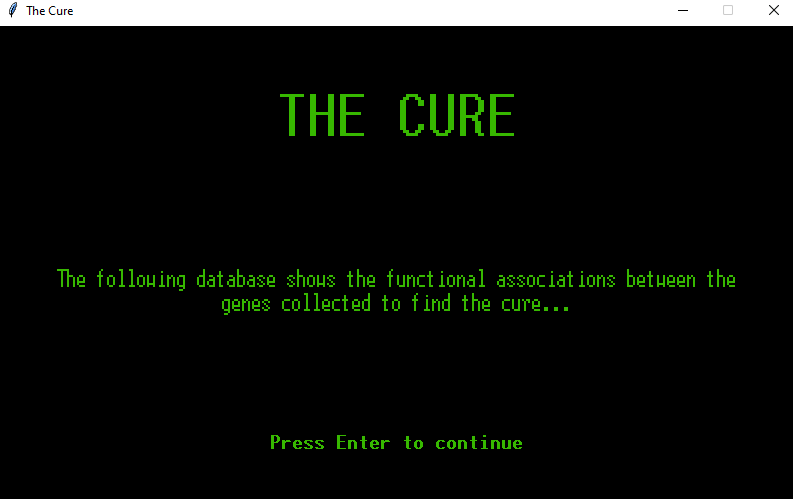 The Cure
THE CURE
The following database shows the functional associations between the
genes collected to find the cure...
Press Enter to continue